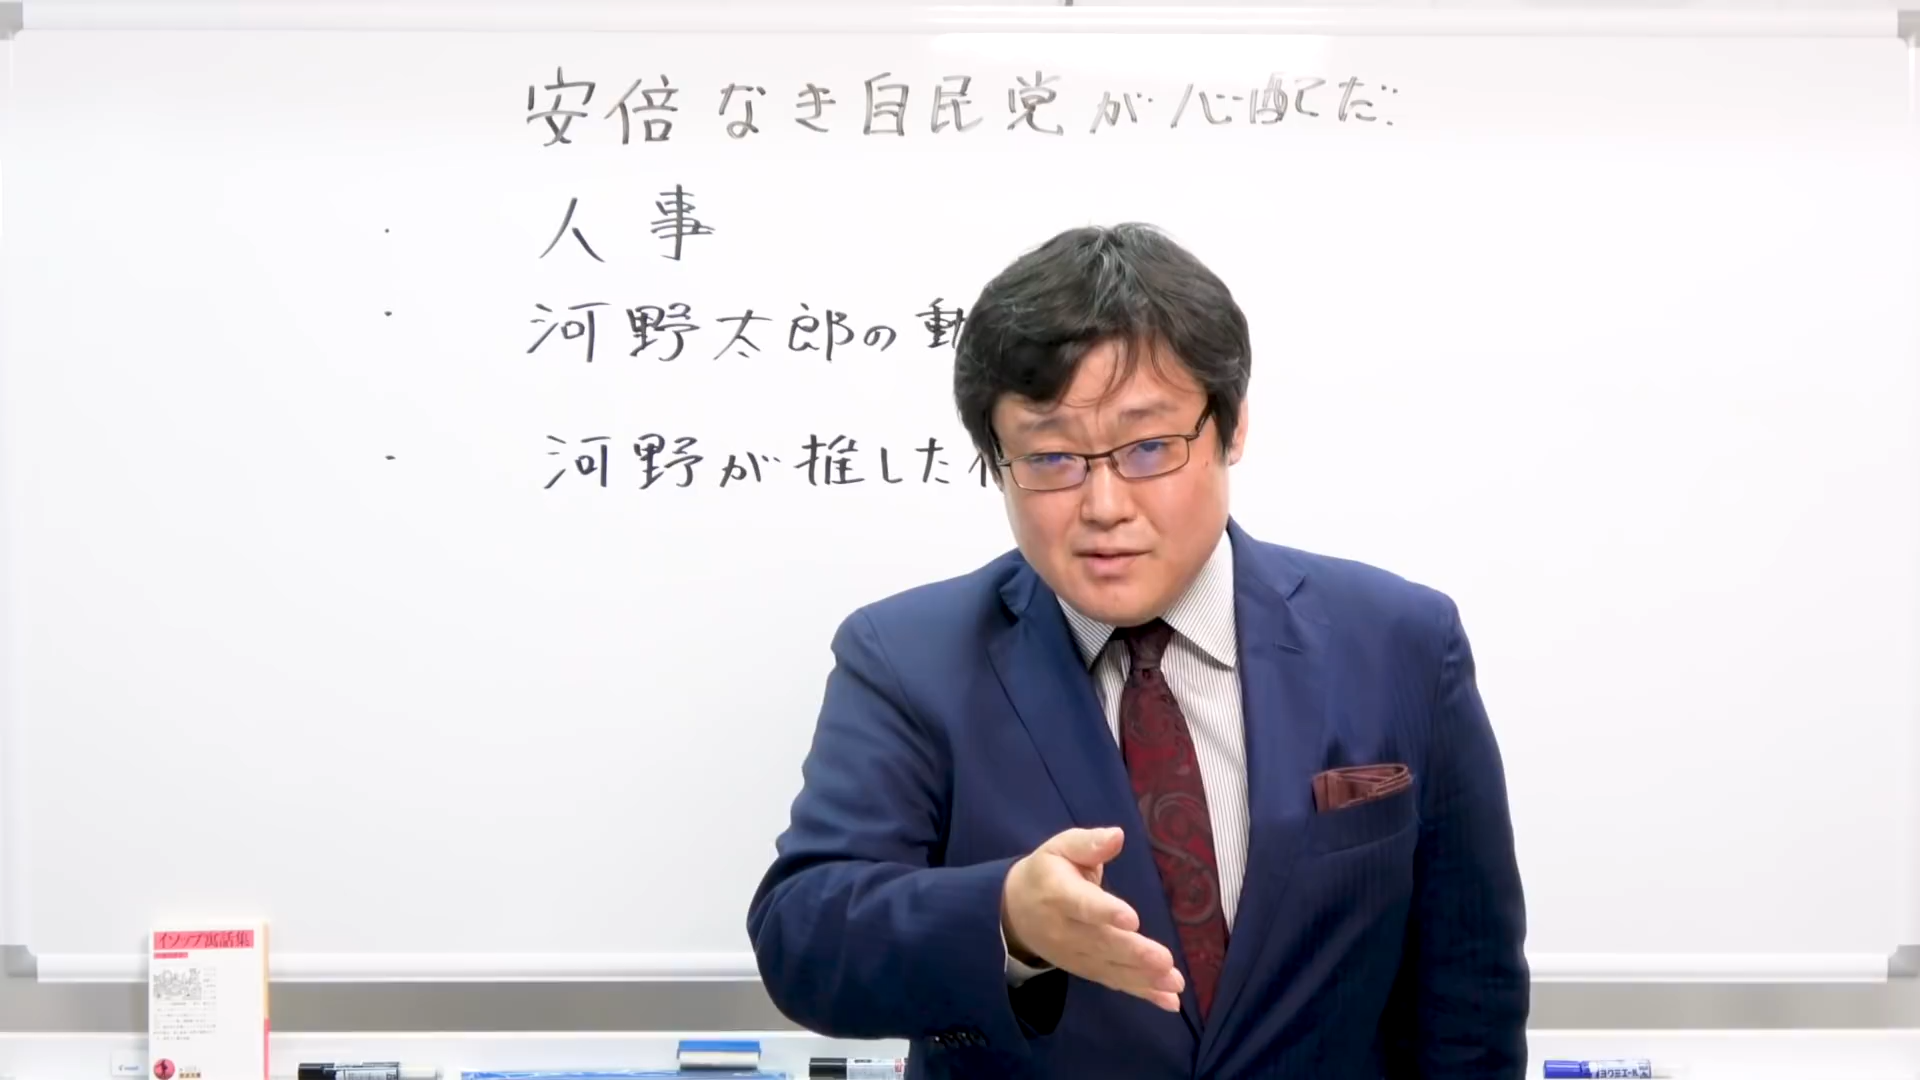 安倍なき自民党が心配だ:
人事
河野太郎の動
河野が推した
イソップ寓話集